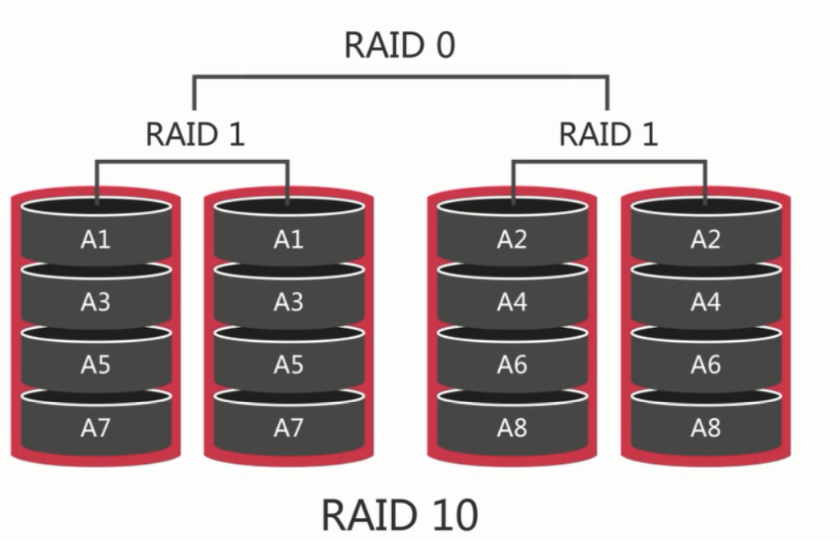 RAID 0
RAID 1 RAID 1
A1 A1 A2 A2
A3 A3 A4 A4
A5 A5 A6 A6
A7 A7 A8 A8
RAID 10